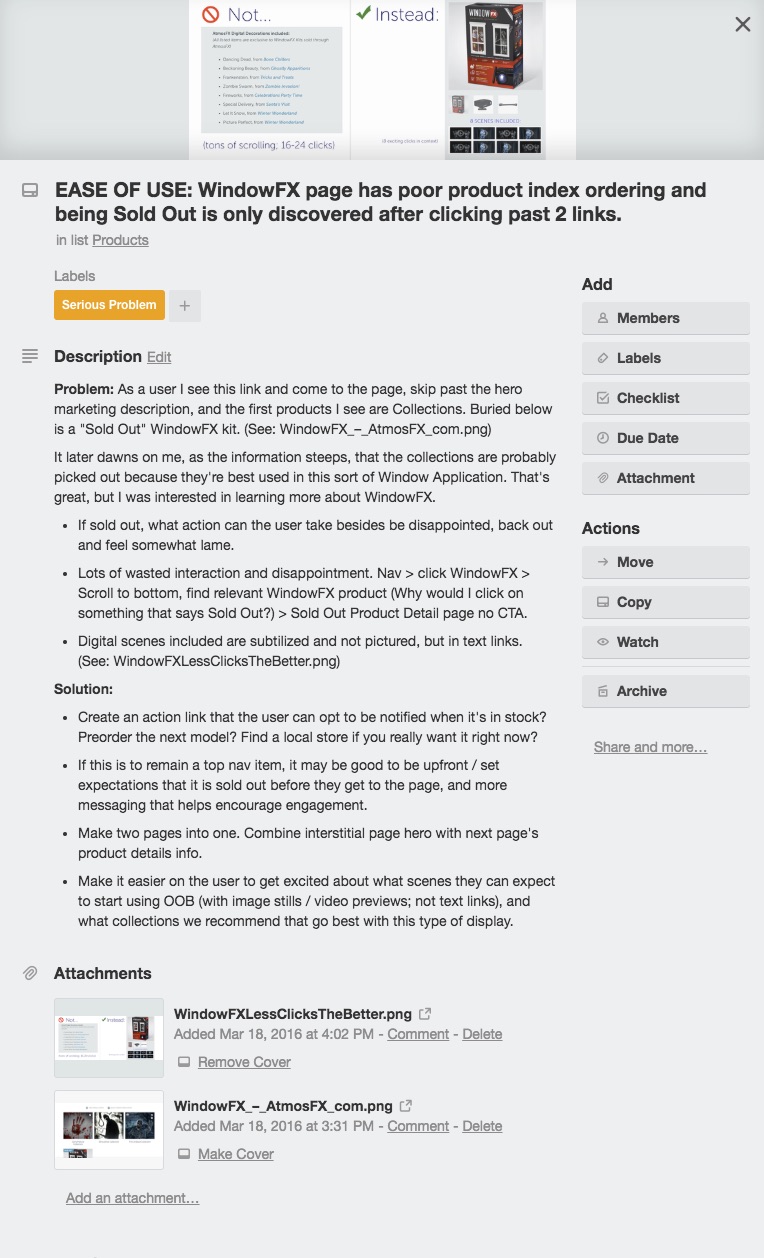 Not...
Instead:
AtmosFX Digital Decorations included:
(All listed items are exclusive to WindowFX Kits sold through AtmosFX)
• Dancing Dead, from Bone Chillers
• Beckoning Beauty, from Ghostly Apparitions
• Frankenstein, from Tricks and Treats
• Zombie Swarm, from Zombie Invasion
• Fireworks, from Celebrations Party Time
• Special Delivery, from Santa's Visit
• Let it Snow, from Winter Wonderland
• Picture Perfect, from Winter Wonderland
(tons of scrolling; 16-24 clicks)
WINDOW FX
8 SCENES INCLUDED:
EASE OF USE: WindowFX page has poor product index ordering and
being Sold Out is only discovered after clicking past 2 links.
in list Products
Labels
Serious Problem +
Description Edit
Problem: As a user I see this link and come to the page, skip past the hero
marketing description, and the first products I see are Collections. Buried below
is a "Sold Out" WindowFX kit. (See: WindowFX_–_AtmosFX_com.png)
It later dawns on me, as the information steeps, that the collections are probably
picked out because they're best used in this sort of Window Application. That's
great, but I was interested in learning more about WindowFX.
• If sold out, what action can the user take besides be disappointed, back out
and feel somewhat lame.
• Lots of wasted interaction and disappointment. Nav > click WindowFX >
Scroll to bottom, find relevant WindowFX product (Why would I click on
something that says Sold Out?) > Sold Out Product Detail page no CTA.
• Digital scenes included are subtilized and not pictured, but in text links.
(See: WindowFXLessClicksTheBetter.png)
Solution:
• Create an action link that the user can opt to be notified when it's in stock?
Preorder the next model? Find a local store if you really want it right now?
• If this is to remain a top nav item, it may be good to be upfront / set
expectations that it is sold out before they get to the page, and more
messaging that helps encourage engagement.
• Make two pages into one. Combine interstitial page hero with next page's
product details info.
• Make it easier on the user to get excited about what scenes they can expect
to start using OOB (with image stills / video previews; not text links), and
what collections we recommend that go best with this type of display.
Attachments
WindowFXLessClicksTheBetter.png
Added Mar 18, 2016 at 4:02 PM - Comment - Delete
Remove Cover
WindowFX_–_AtmosFX_com.png
Added Mar 18, 2016 at 3:31 PM - Comment - Delete
Make Cover
Add an attachment…
Add
Members
Labels
Checklist
Due Date
Attachment
Actions
Move
Copy
Watch
Archive
Share and more…